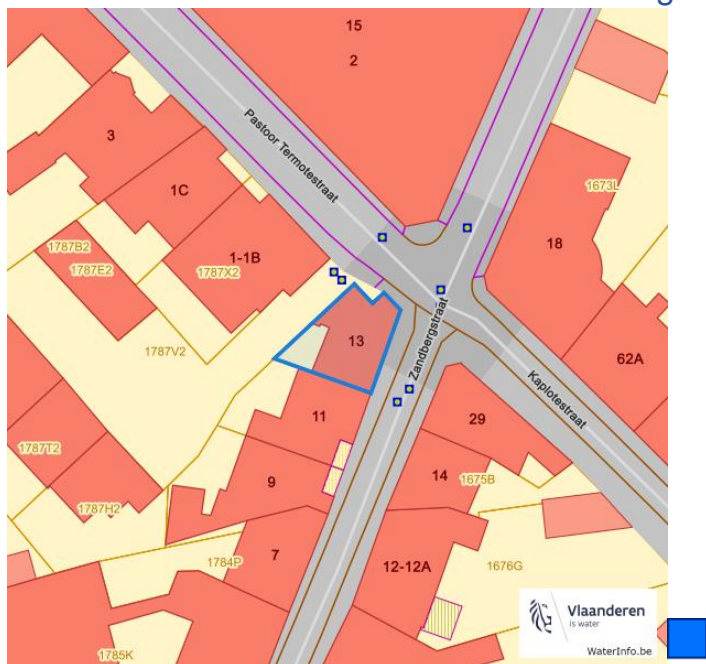 15
2
Pastoor Termotestraat
3
1C
1673L
1-1B
18
1787B2
1787E2
1787X2
13
Zandbergstraat
1787V2
62A
Kaplotestraat
11
29
1787T2
9
14
1675B
1787H2
7
12-12A
1784P
1676G
Vlaanderen
is water
WaterInfo.be
1785K